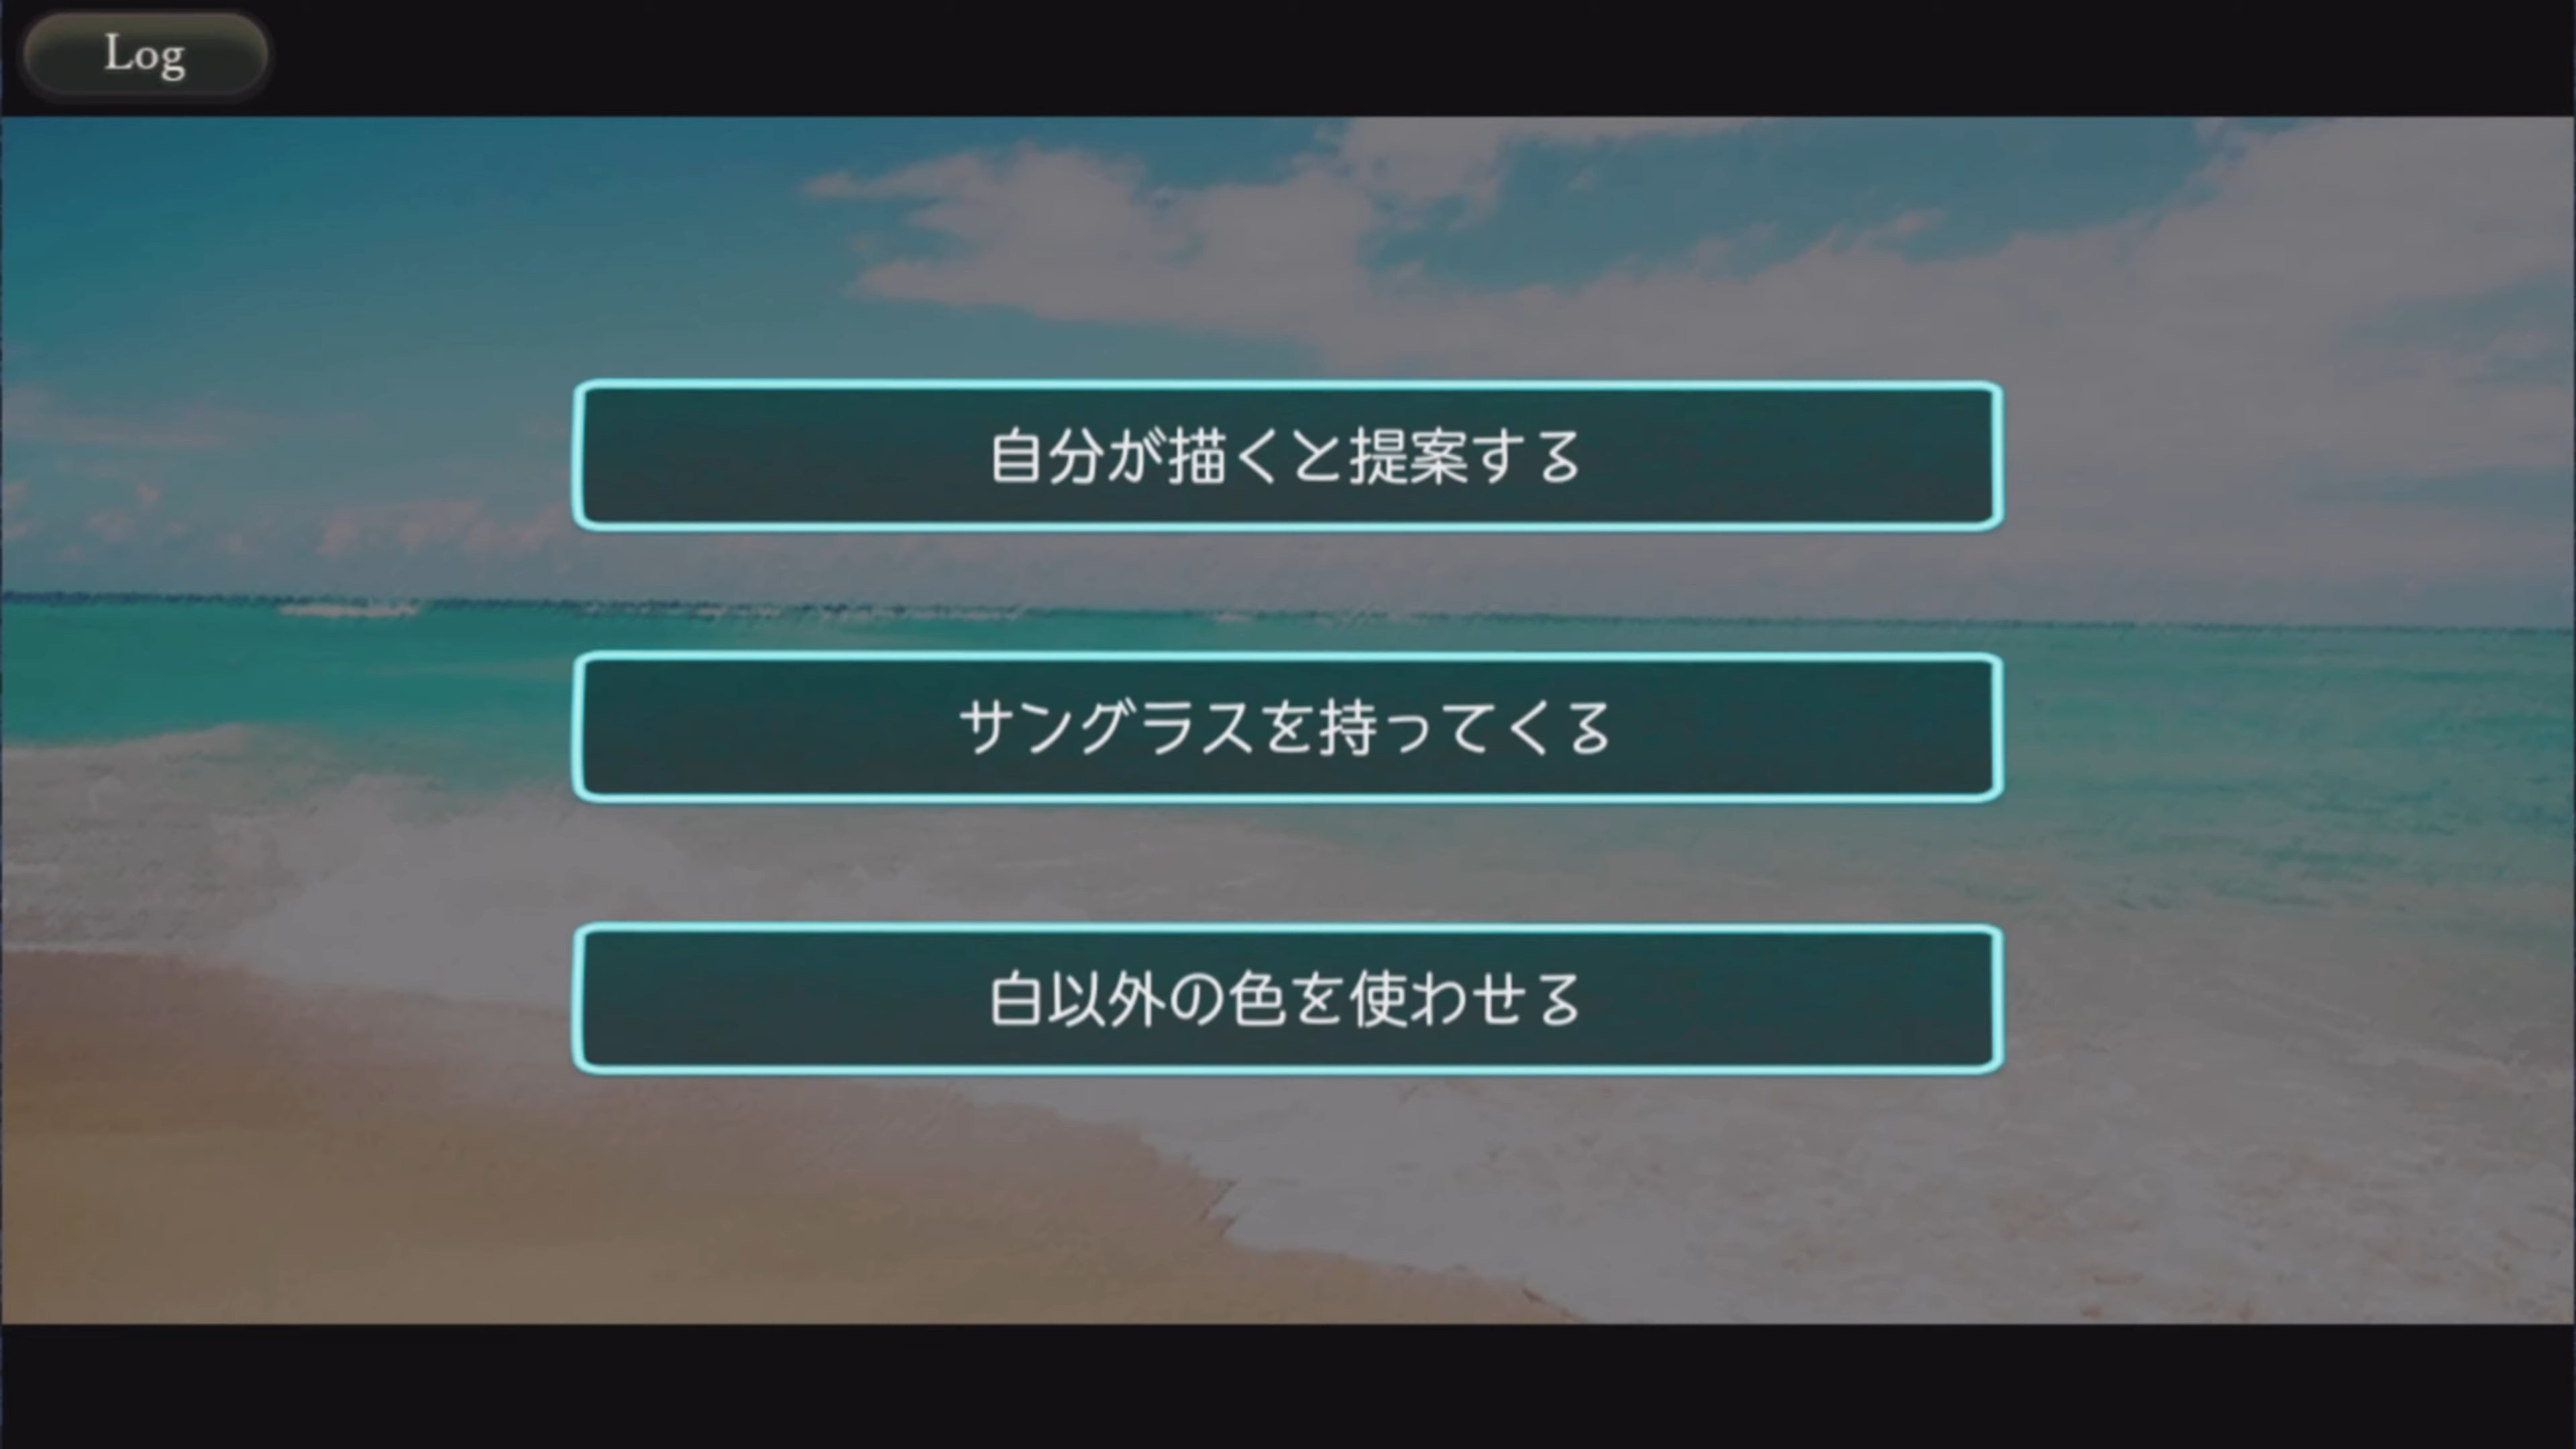 Log
自分が描くと提案する
サングラスを持ってくる
白以外の色を使わせる